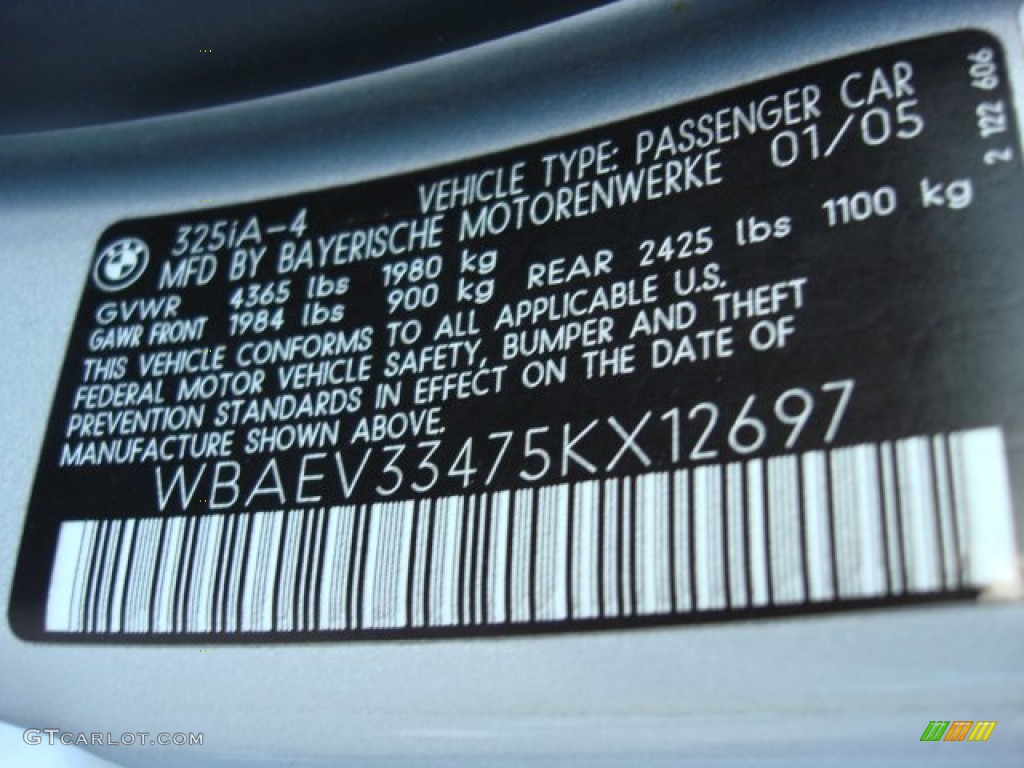 VEHICLE TYPE: PASSENGER CAR
325iA-4
MFD BY BAYERISCHE MOTORENWERKE 01/05
GVWR 4365 lbs 1980 kg
GAWR FRONT 1984 lbs 900 kg REAR 2425 lbs 1100 kg
THIS VEHICLE CONFORMS TO ALL APPLICABLE U.S.
FEDERAL MOTOR VEHICLE SAFETY, BUMPER AND THEFT
PREVENTION STANDARDS IN EFFECT ON THE DATE OF
MANUFACTURE SHOWN ABOVE.
WBAEV33475KX12697
2 122 606
GTCARLOT.COM